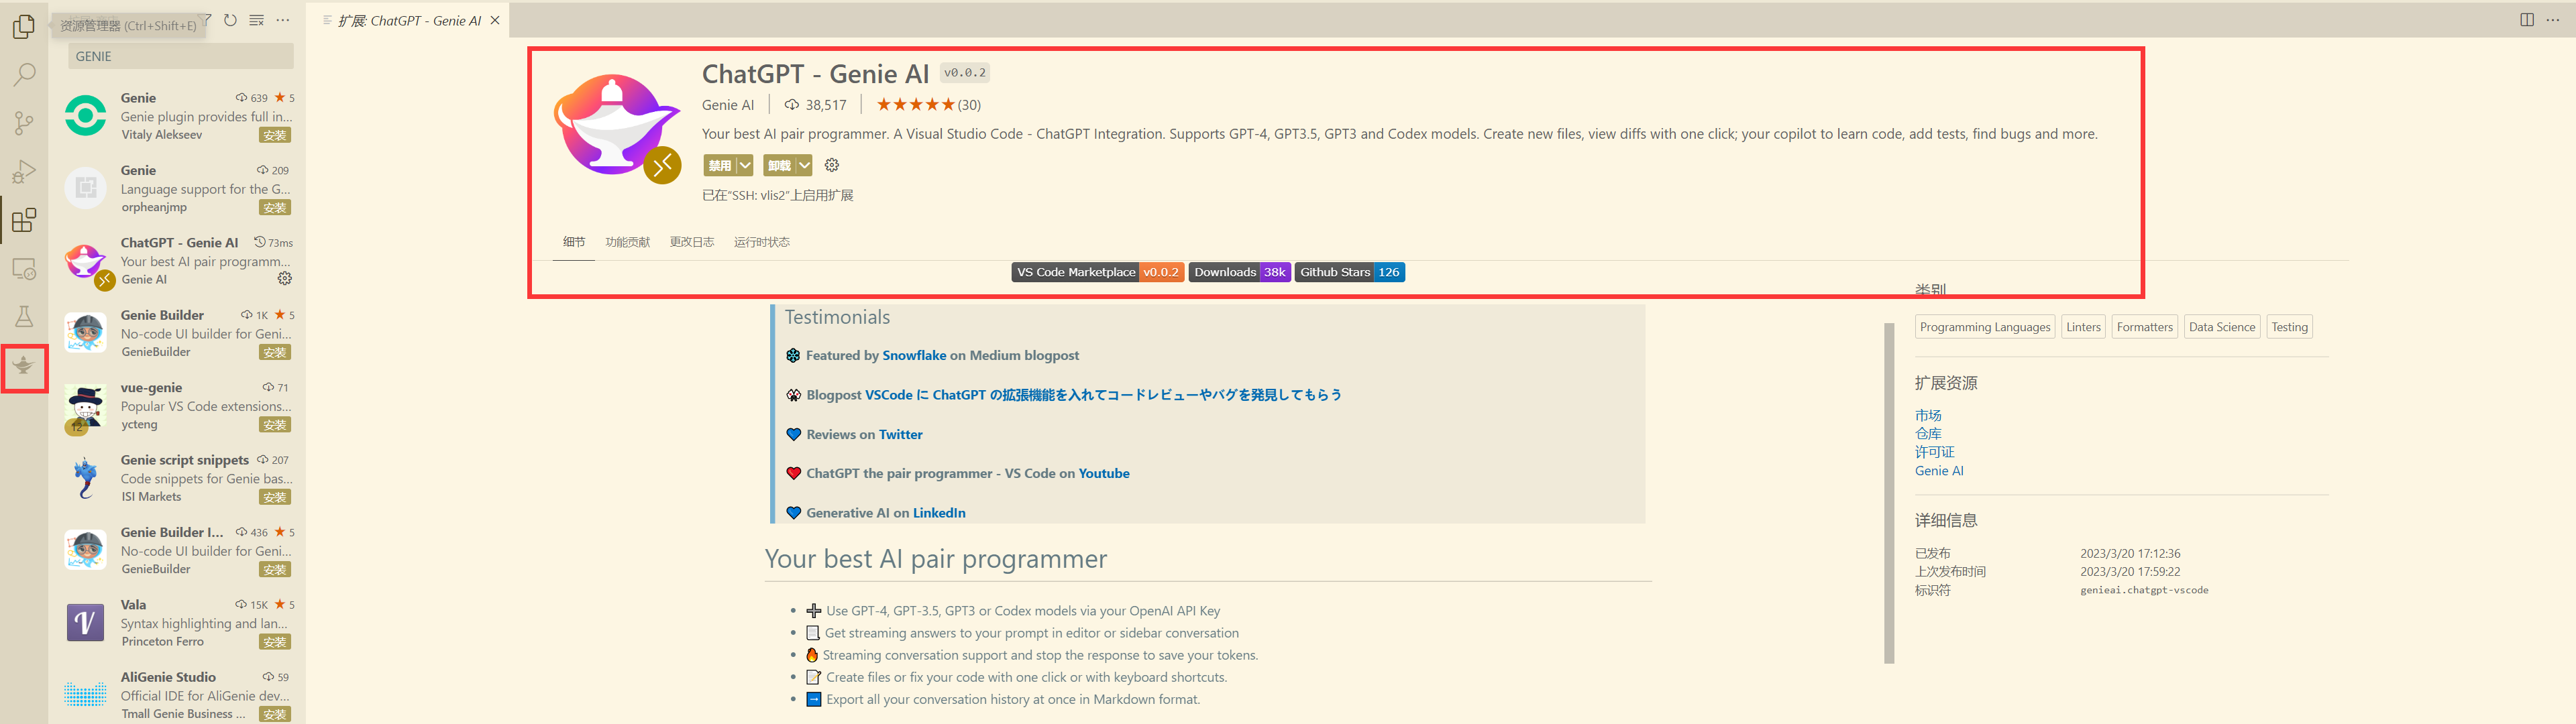 资源管理器 (Ctrl+Shift+E)
GENIE
Genie 639 ★ 5
Genie plugin provides full in...
Vitaly Alekseev 安装
Genie 209
Language support for the G...
orpheanjmp 安装
ChatGPT - Genie AI 73ms
Your best AI pair programm...
Genie AI
Genie Builder 1K ★ 5
No-code UI builder for Geni...
GenieBuilder 安装
vue-genie 71
Popular VS Code extensions...
12 ycteng 安装
Genie script snippets 207
Code snippets for Genie bas...
ISI Markets 安装
Genie Builder I... 436 ★ 5
No-code UI builder for Geni...
GenieBuilder 安装
Vala 15K ★ 5
Syntax highlighting and lan...
Princeton Ferro 安装
AliGenie Studio 59
Official IDE for AliGenie dev...
Tmall Genie Business ... 安装
扩展: ChatGPT - Genie AI
ChatGPT - Genie AI v0.0.2
Genie AI 38,517 ★★★★★(30)
Your best AI pair programmer. A Visual Studio Code - ChatGPT Integration. Supports GPT-4, GPT3.5, GPT3 and Codex models. Create new files, view diffs with one click; your copilot to learn code, add tests, find bugs and more.
禁用 卸载
已在“SSH: vlis2”上启用扩展
细节 功能贡献 更改日志 运行时状态
VS Code Marketplace v0.0.2 Downloads 38k Github Stars 126
Testimonials
Featured by Snowflake on Medium blogpost
Blogpost VSCode に ChatGPT の拡張機能を入れてコードレビューやバグを発見してもらう
Reviews on Twitter
ChatGPT the pair programmer - VS Code on Youtube
Generative AI on LinkedIn
Your best AI pair programmer
• ➕ Use GPT-4, GPT-3.5, GPT3 or Codex models via your OpenAI API Key
• 📃 Get streaming answers to your prompt in editor or sidebar conversation
• 🔥 Streaming conversation support and stop the response to save your tokens.
• 📝 Create files or fix your code with one click or with keyboard shortcuts.
• ➡️ Export all your conversation history at once in Markdown format.
类别
Programming Languages Linters Formatters Data Science Testing
扩展资源
市场
仓库
许可证
Genie AI
详细信息
已发布 2023/3/20 17:12:36
上次发布时间 2023/3/20 17:59:22
标识符 genieai.chatgpt-vscode